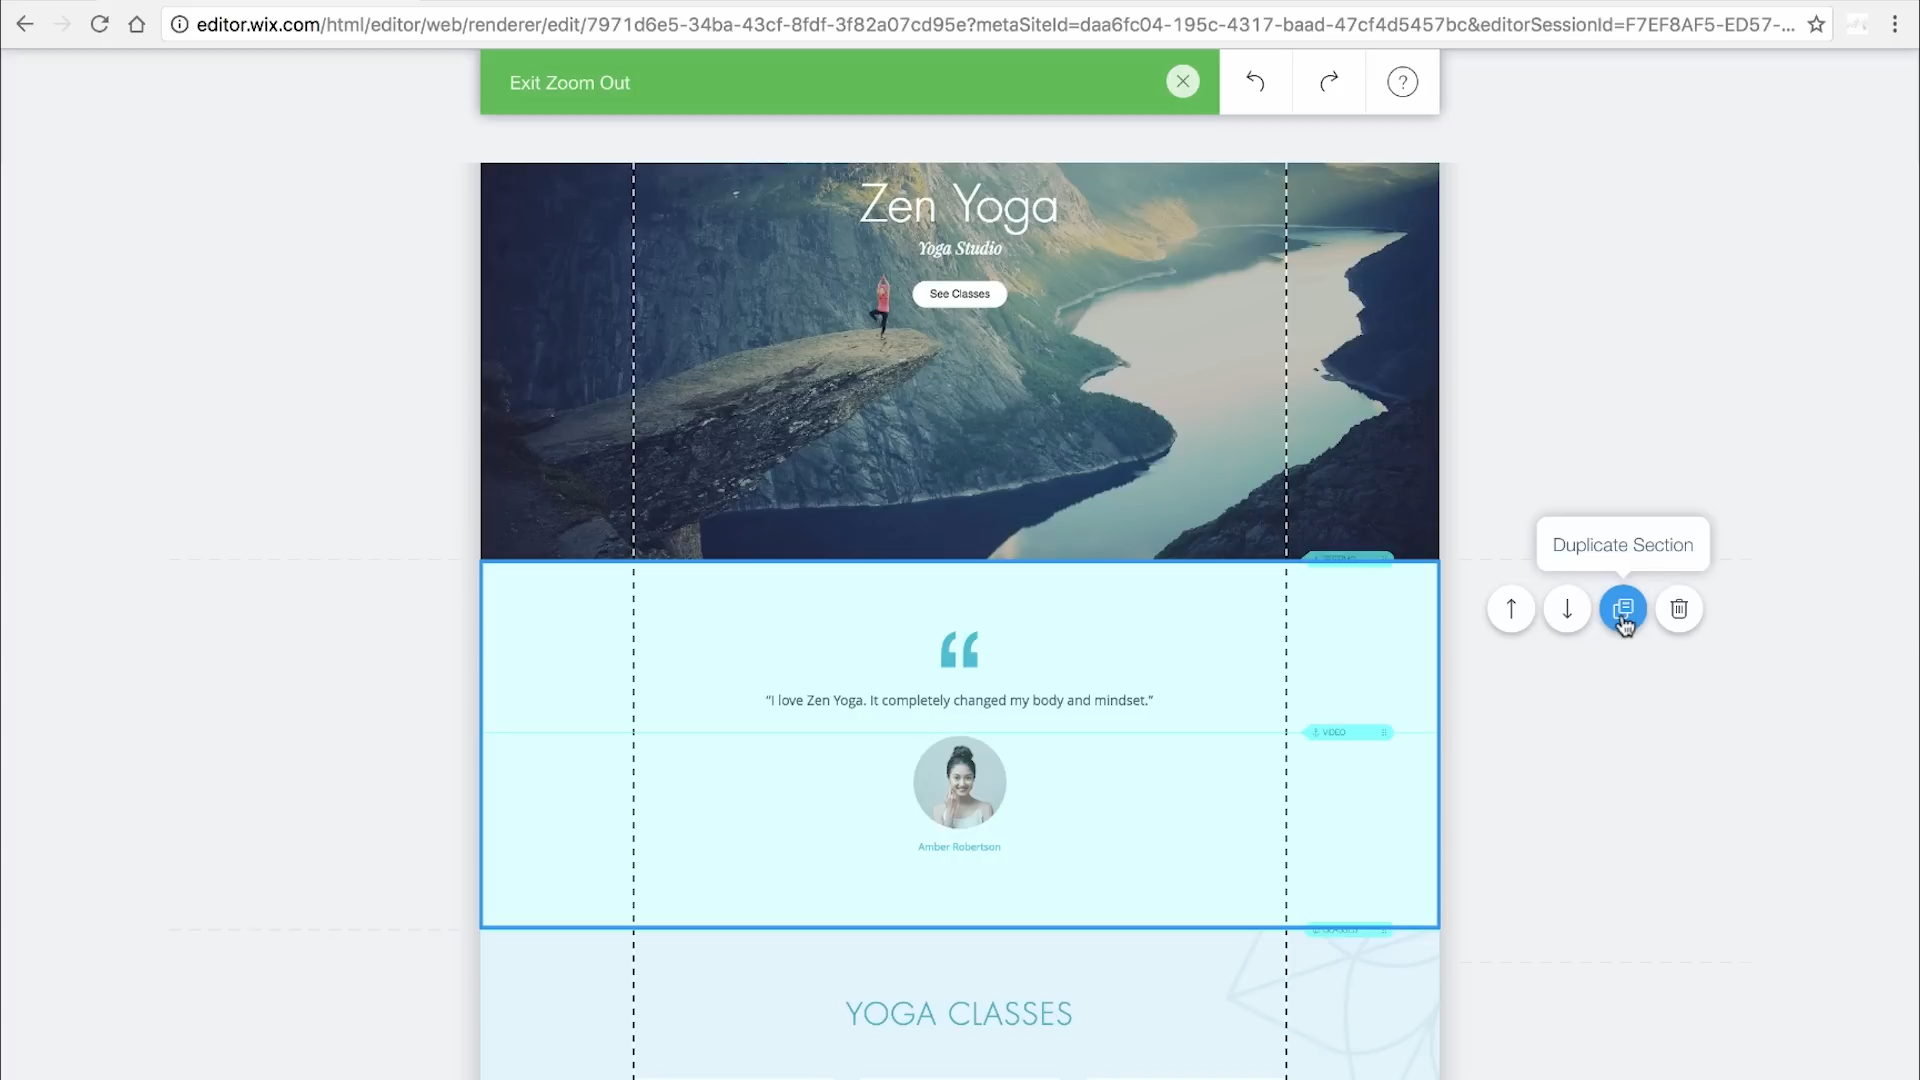 editor.wix.com/html/editor/web/renderer/edit/7971d6e5-34ba-43cf-8fdf-3f82a07cd95e?metaSiteId=daa6fc04-195c-4317-baad-47cf4d5457bc&editorSessionId=F7EF8AF5-ED57-...
Exit Zoom Out
?
Zen Yoga
Yoga Studio
See Classes
Duplicate Section
“I love Zen Yoga. It completely changed my body and mindset.”
VIDEO
Amber Robertson
YOGA CLASSES